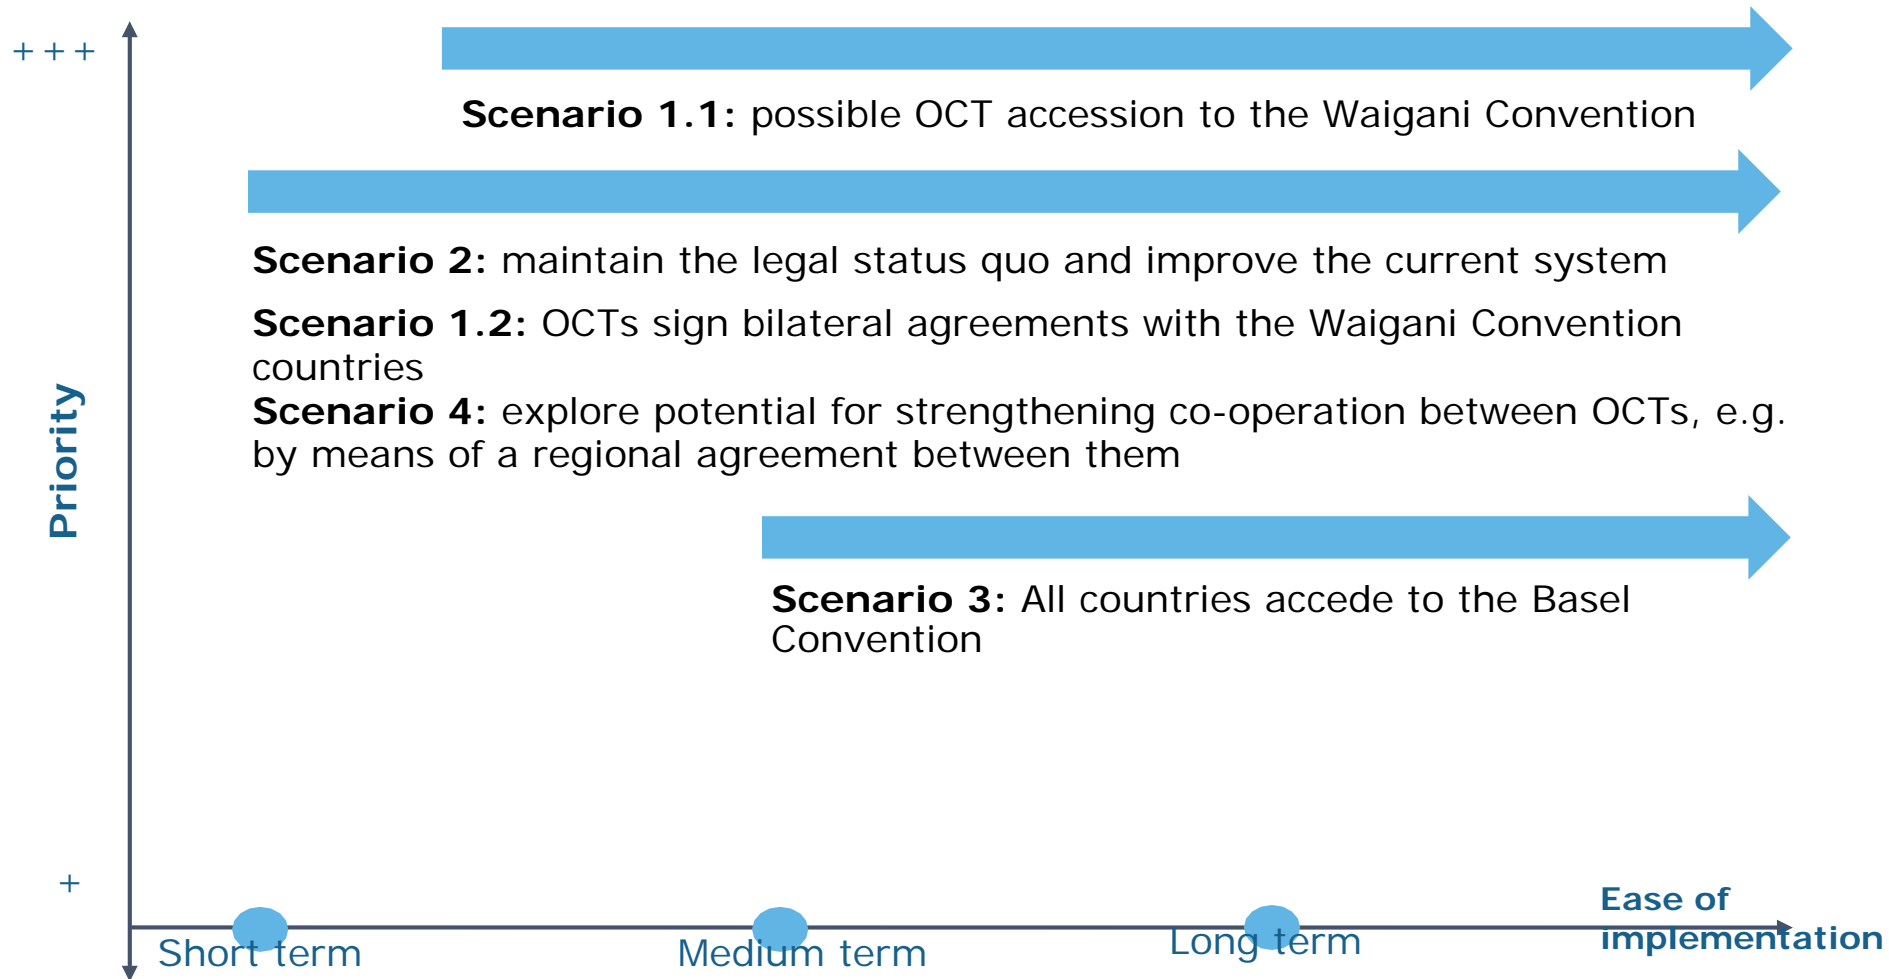 + + +
Scenario 1.1: possible OCT accession to the Waigani Convention
Scenario 2: maintain the legal status quo and improve the current system
Scenario 1.2: OCTs sign bilateral agreements with the Waigani Convention
countries
Scenario 4: explore potential for strengthening co-operation between OCTs, e.g.
by means of a regional agreement between them
Priority
Scenario 3: All countries accede to the Basel
Convention
+
Ease of
implementation
Short term
Medium term
Long term